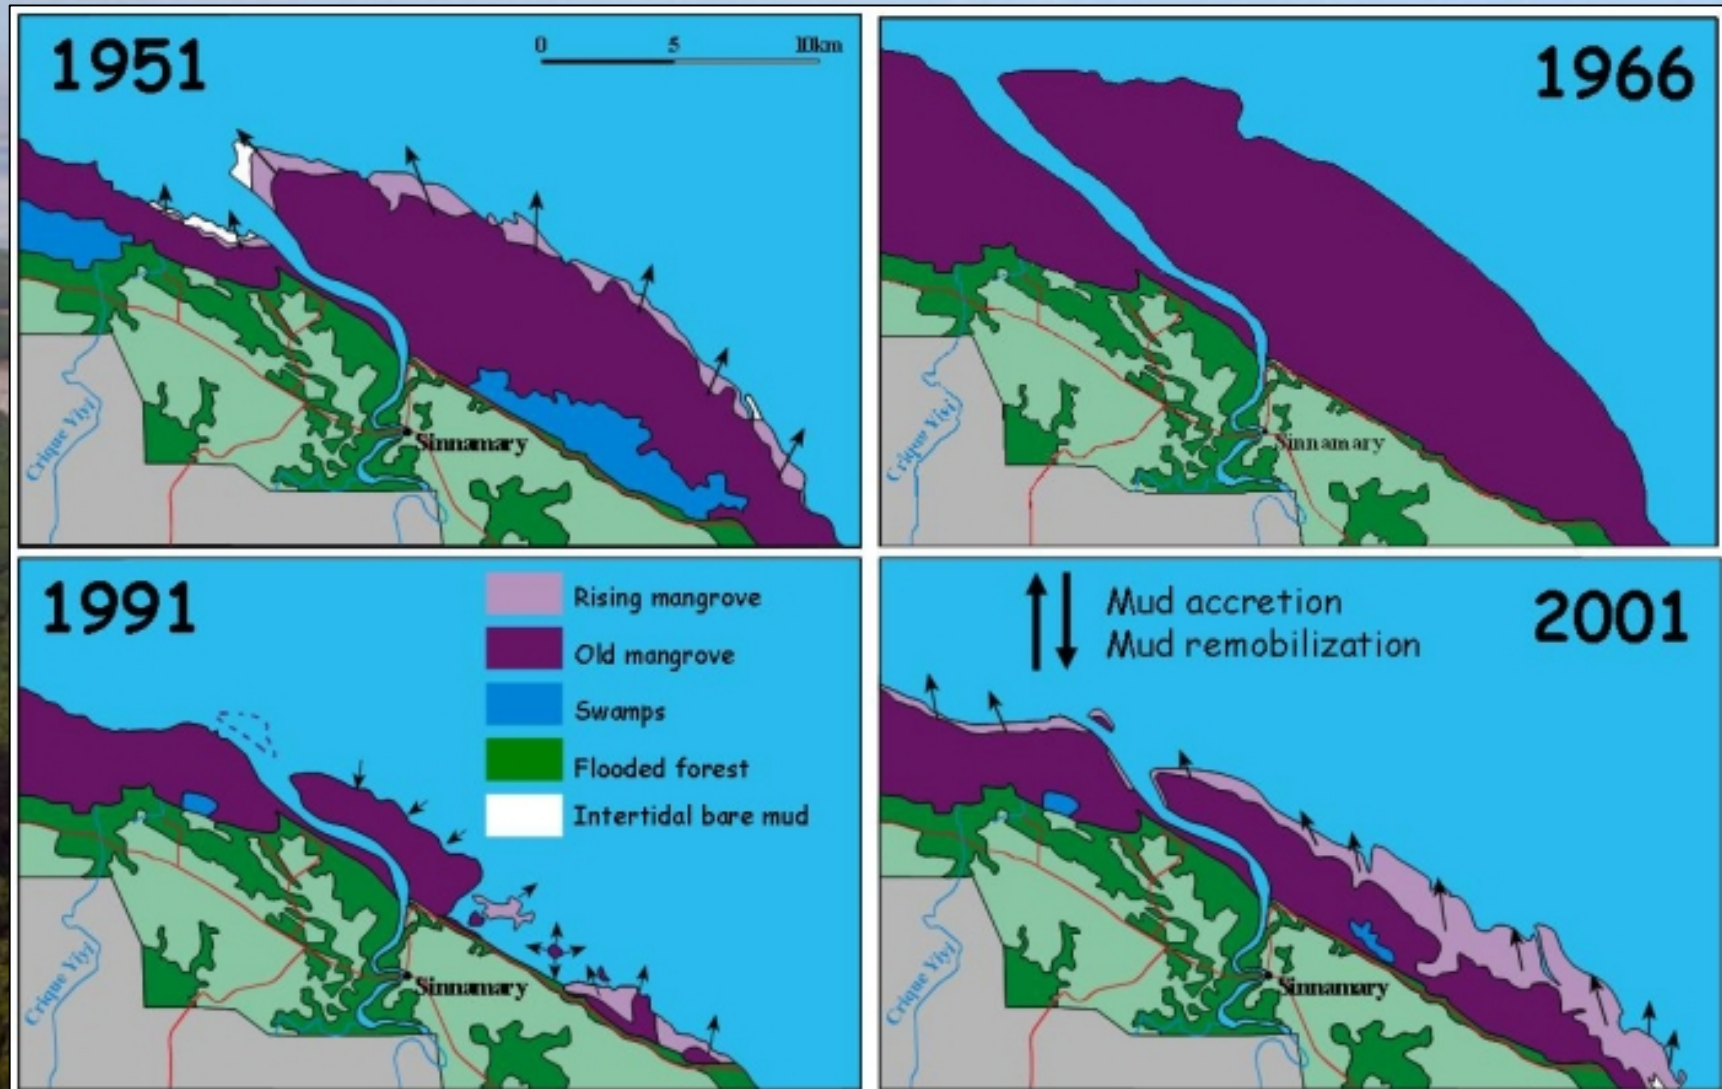 1951
0 5 10km
Crique Yiyi
Sinnamary
1966
Crique Yiyi
Sinnamary
1991
Rising mangrove
Old mangrove
Swamps
Flooded forest
Intertidal bare mud
Crique Yiyi
Sinnamary
2001
Mud accretion
Mud remobilization
Crique Yiyi
Sinnamary